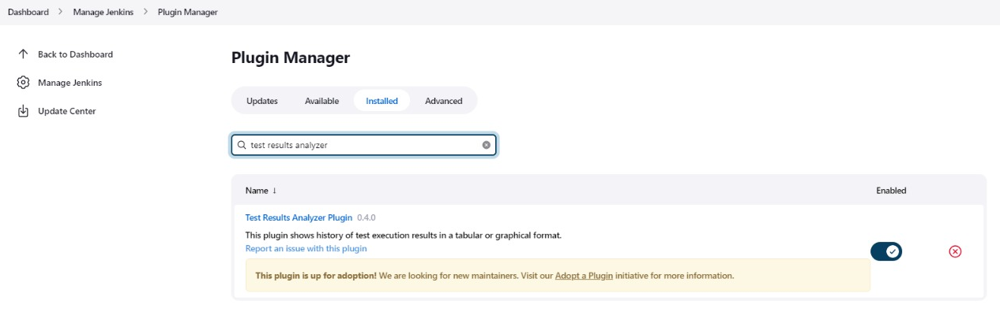 Dashboard > Manage Jenkins > Plugin Manager
Back to Dashboard
Manage Jenkins
Update Center
Plugin Manager
Updates Available Installed Advanced
test results analyzer
Name ↓ Enabled
Test Results Analyzer Plugin 0.4.0
This plugin shows history of test execution results in a tabular or graphical format.
Report an issue with this plugin
This plugin is up for adoption! We are looking for new maintainers. Visit our Adopt a Plugin initiative for more information.